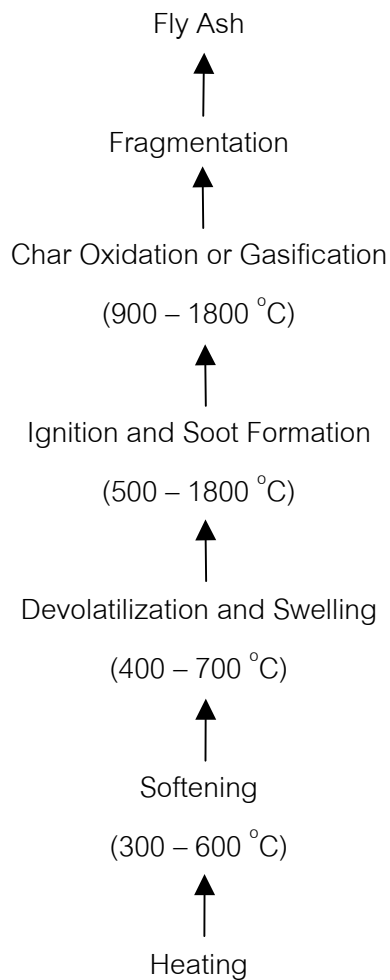 Fly Ash
Fragmentation
Char Oxidation or Gasification
(900 – 1800 °C)
Ignition and Soot Formation
(500 – 1800 °C)
Devolatilization and Swelling
(400 – 700 °C)
Softening
(300 – 600 °C)
Heating